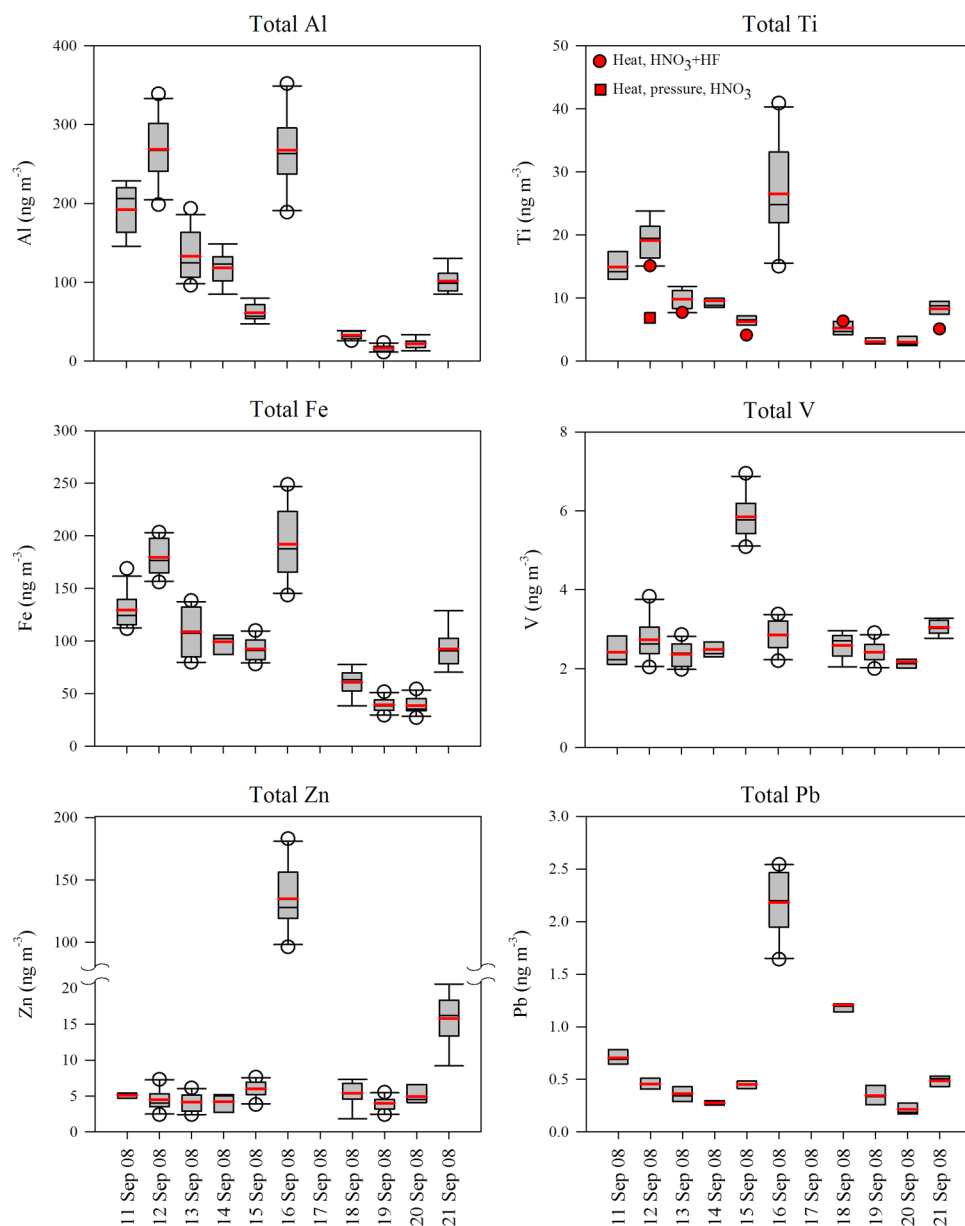 Total Al
Total Ti
400
300
200
100
0
Al (ng m-3)
50
40
30
20
10
0
Ti (ng m-3)
Heat, HNO3+HF
Heat, pressure, HNO3
Total Fe
Total V
300
250
200
150
100
50
0
Fe (ng m-3)
8
6
4
2
0
V (ng m-3)
Total Zn
Total Pb
200
150
100
20
15
10
5
0
Zn (ng m-3)
3.0
2.5
2.0
1.5
1.0
0.5
0.0
Pb (ng m-3)
11 Sep 08
12 Sep 08
13 Sep 08
14 Sep 08
15 Sep 08
16 Sep 08
17 Sep 08
18 Sep 08
19 Sep 08
20 Sep 08
21 Sep 08
11 Sep 08
12 Sep 08
13 Sep 08
14 Sep 08
15 Sep 08
16 Sep 08
17 Sep 08
18 Sep 08
19 Sep 08
20 Sep 08
21 Sep 08